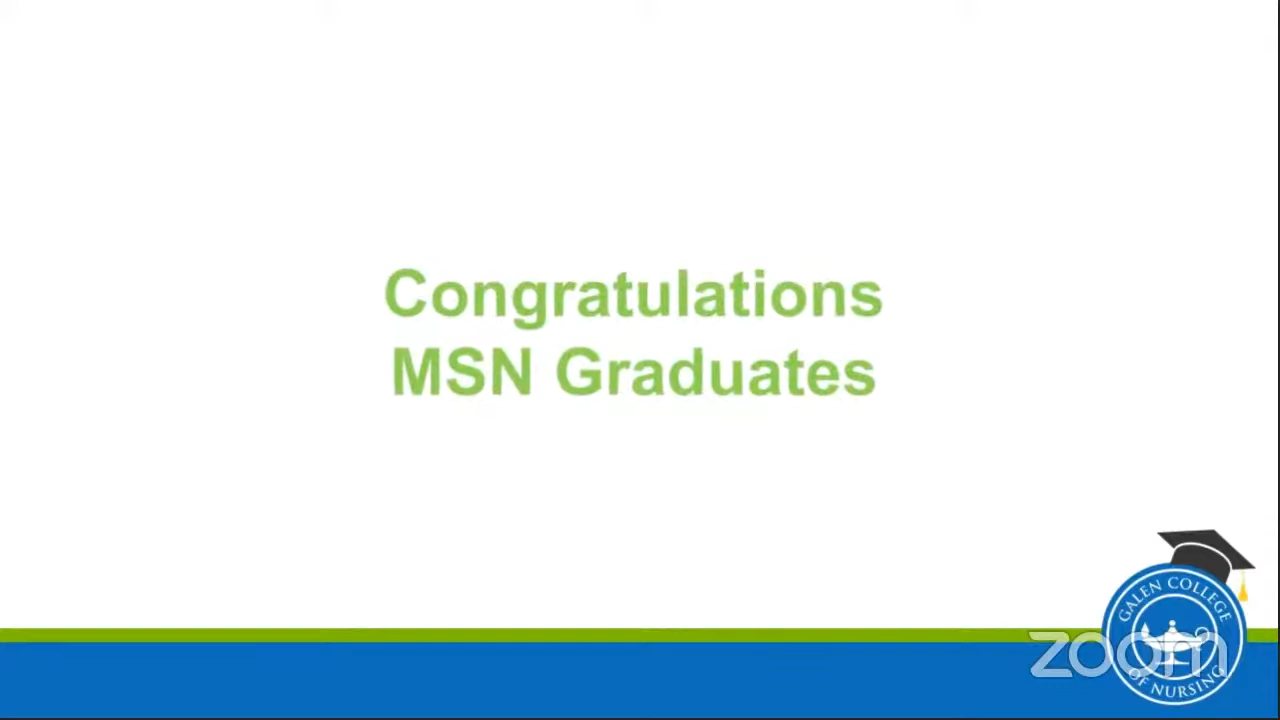 Congratulations
MSN Graduates
GALEN COLLEGE
OF NURSING
zoom